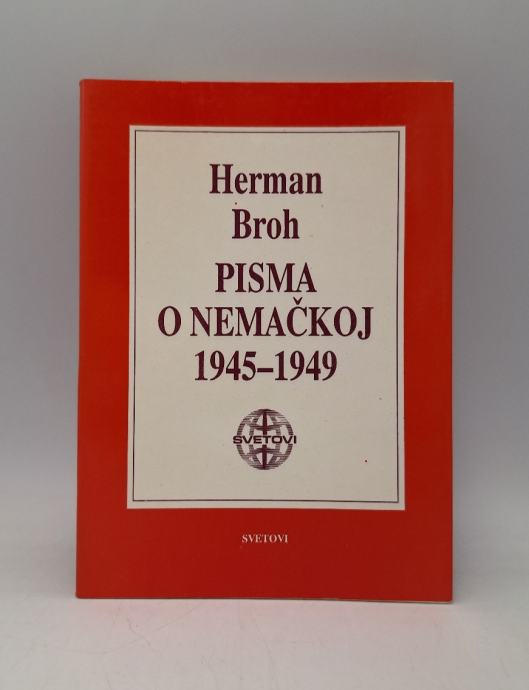 Herman
Broh
PISMA
O NEMAČKOJ
1945–1949
SVETOVI
SVETOVI